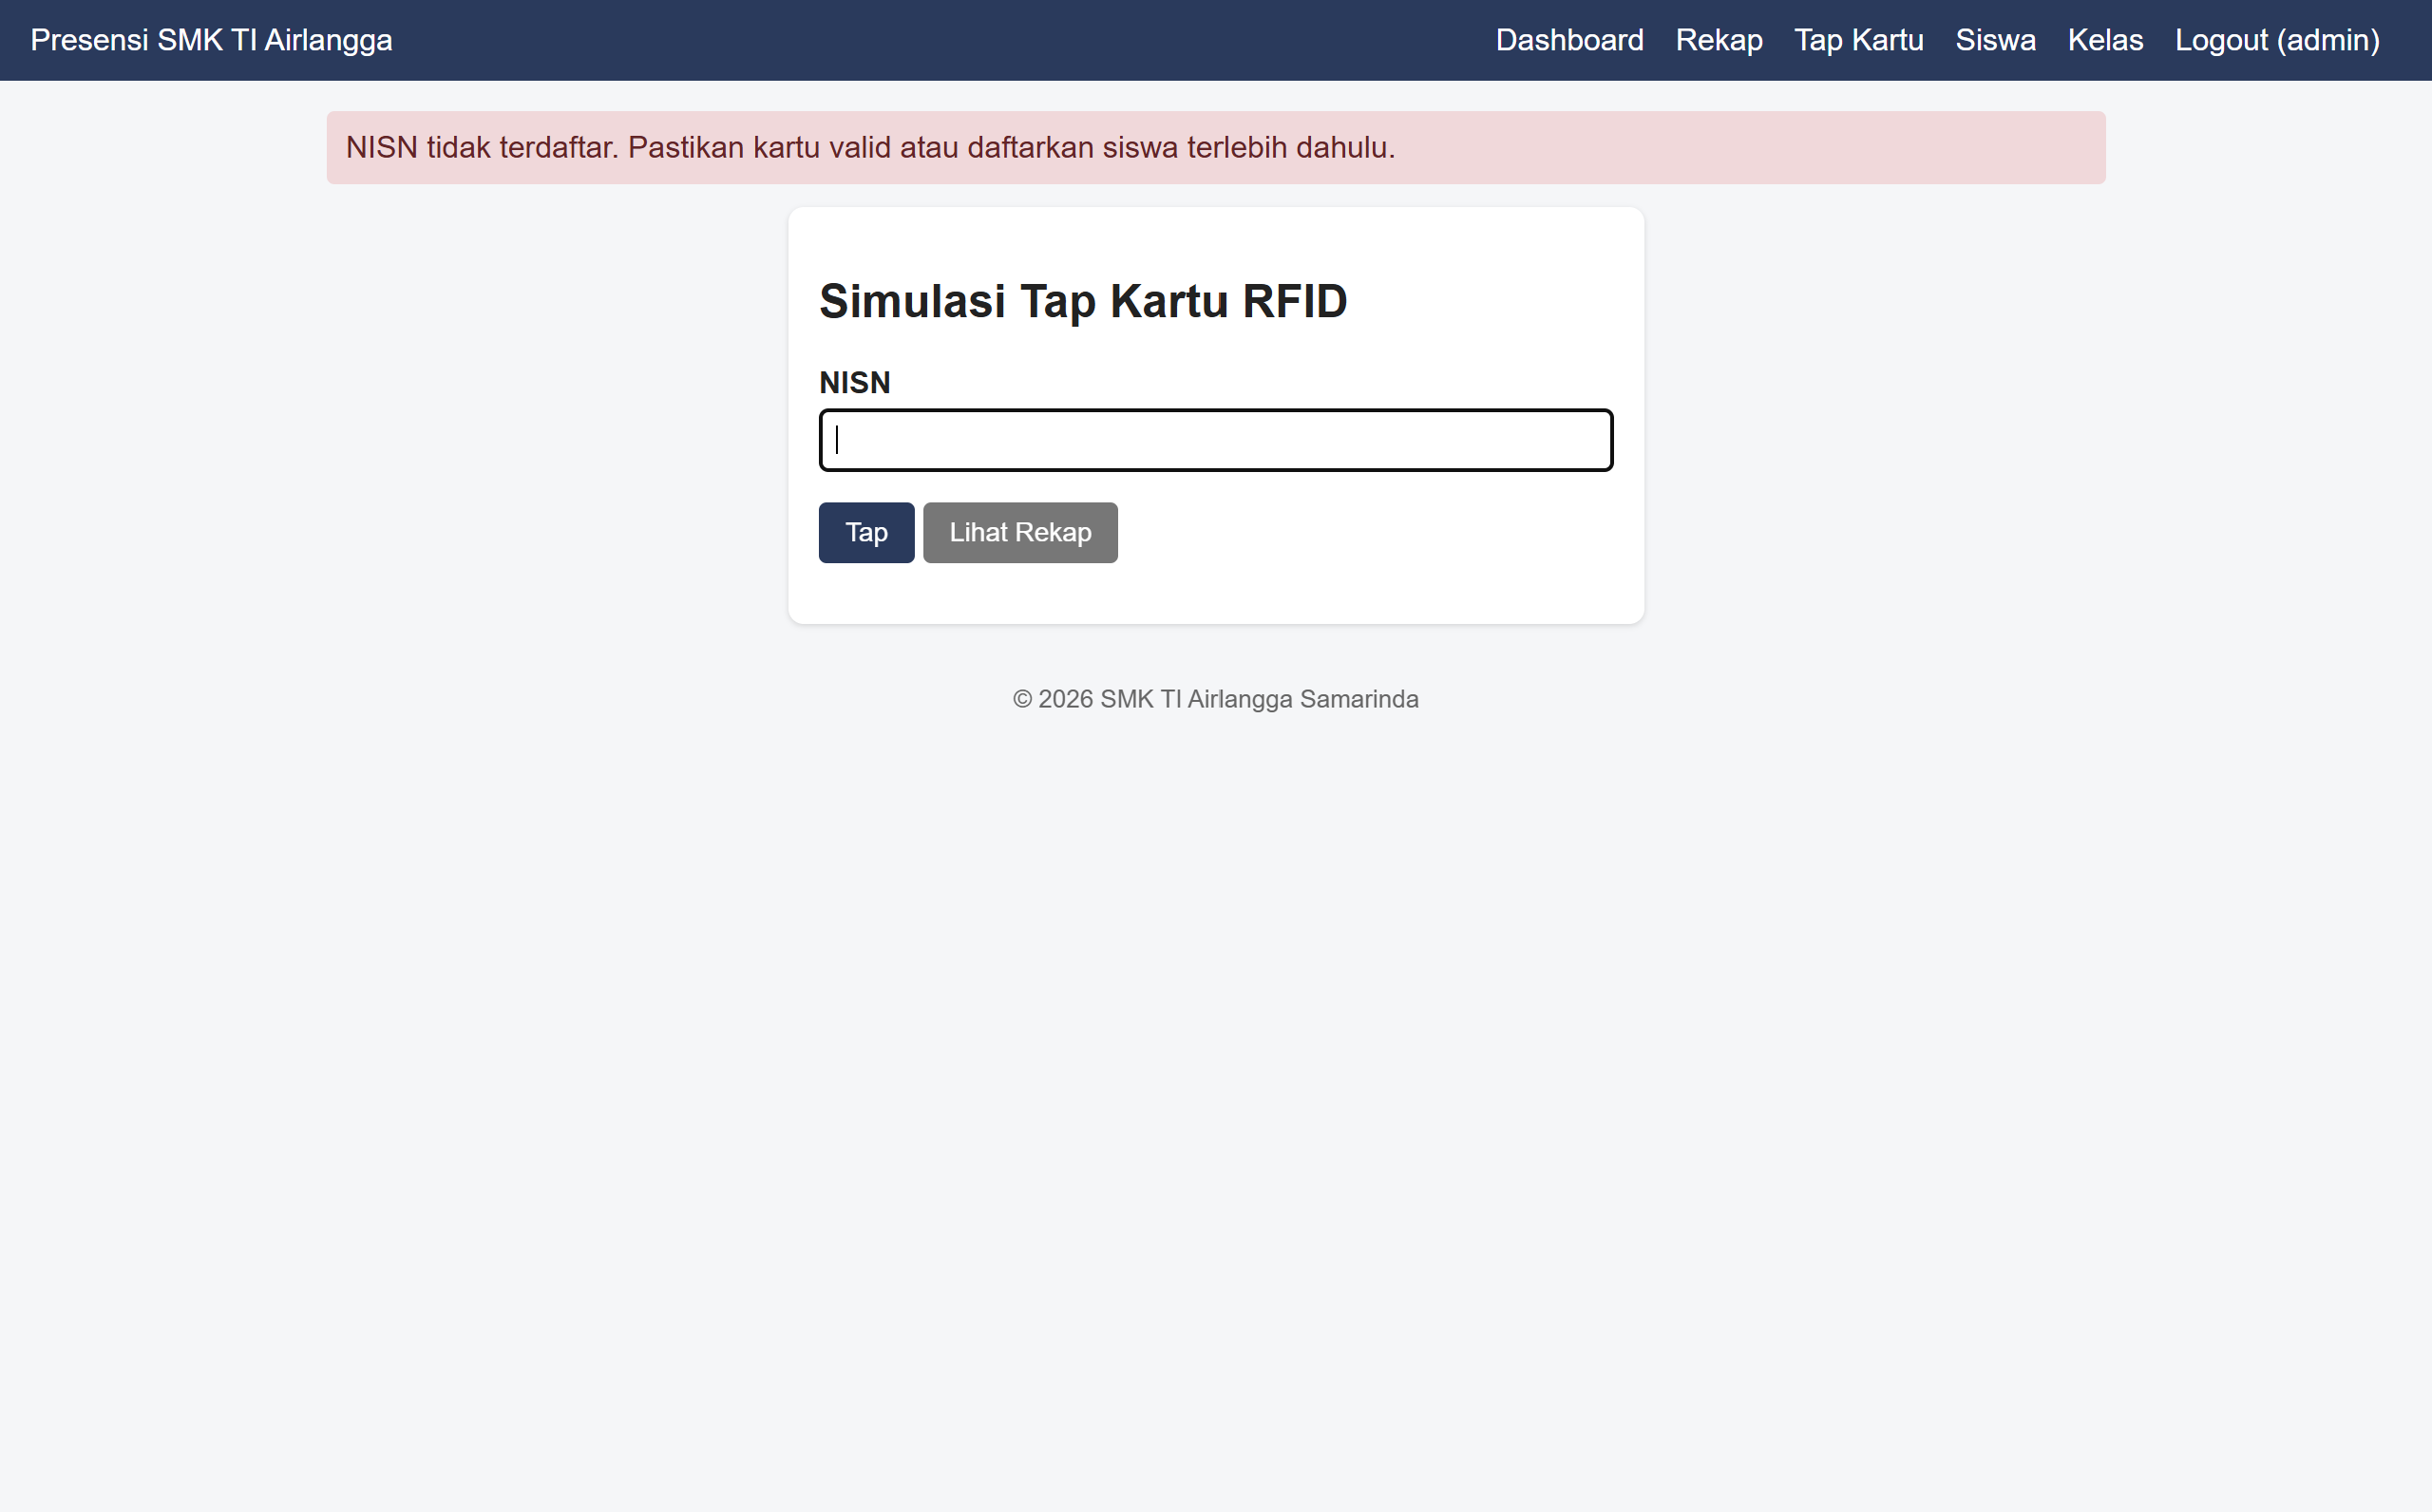 Presensi SMK TI Airlangga
Dashboard Rekap Tap Kartu Siswa Kelas Logout (admin)
NISN tidak terdaftar. Pastikan kartu valid atau daftarkan siswa terlebih dahulu.
Simulasi Tap Kartu RFID
NISN
Tap Lihat Rekap
© 2026 SMK TI Airlangga Samarinda